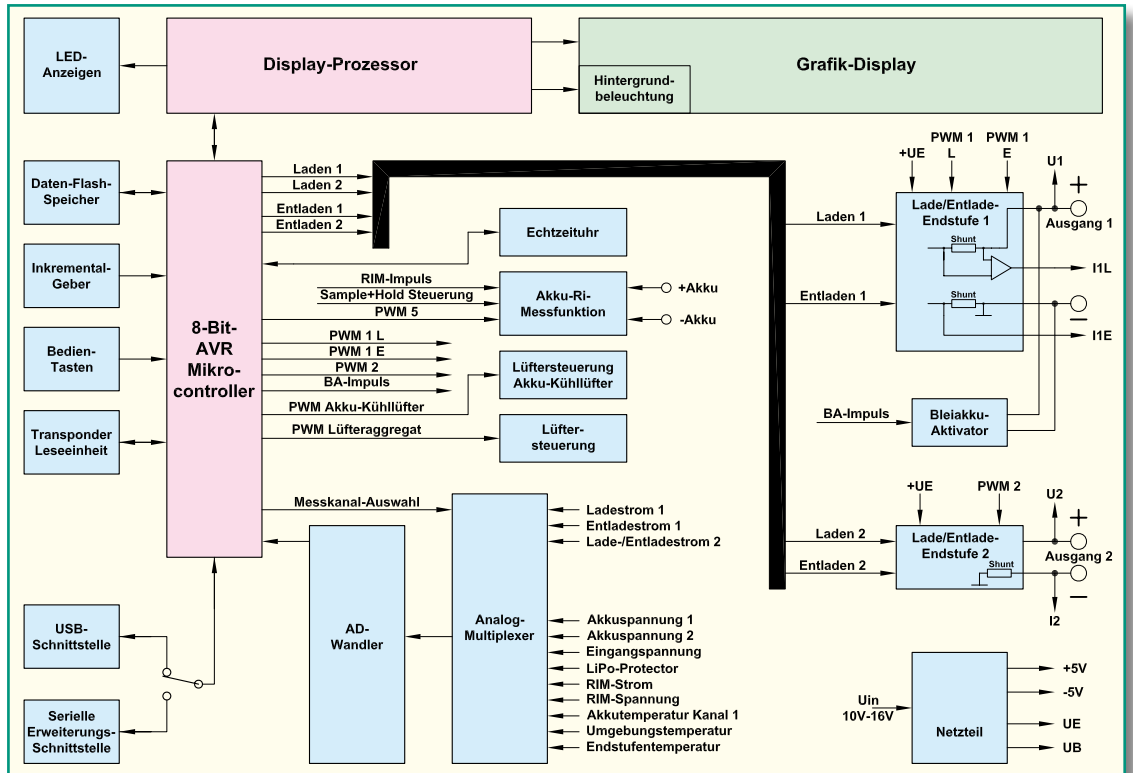 LED-
Anzeigen
Display-Prozessor
Grafik-Display
Hintergrund-
beleuchtung
Daten-Flash-
Speicher
Inkremental-
Geber
Bedien-
Tasten
Transponder
Leseeinheit
8-Bit-
AVR
Mikro-
controller
Laden 1
Laden 2
Entladen 1
Entladen 2
Echtzeituhr
RIM-Impuls
Sample+Hold Steuerung
PWM 5
Akku-Ri-
Messfunktion
+Akku
-Akku
PWM 1 L
PWM 1 E
PWM 2
BA-Impuls
PWM Akku-Kühllüfter
Lüftersteuerung
Akku-Kühllüfter
PWM Lüfteraggregat
Lüfter-
steuerung
Messkanal-Auswahl
AD-
Wandler
Analog-
Multiplexer
Ladestrom 1
Entladestrom 1
Lade-/Entladestrom 2
Akkuspannung 1
Akkuspannung 2
Eingangspannung
LiPo-Protector
RIM-Strom
RIM-Spannung
Akkutemperatur Kanal 1
Umgebungstemperatur
Endstufentemperatur
USB-
Schnittstelle
Serielle
Erweiterungs-
Schnittstelle
+UE
PWM 1
L
PWM 1
E
U1
+
Ausgang 1
Laden 1
Lade/Entlade-
Endstufe 1
Shunt
I1L
Entladen 1
Shunt
–
I1E
BA-Impuls
Bleiakku-
Aktivator
+UE
PWM 2
U2
+
Laden 2
Lade/Entlade-
Endstufe 2
Ausgang 2
Entladen 2
Shunt
–
I2
Uin
10V-16V
Netzteil
+5V
-5V
UE
UB